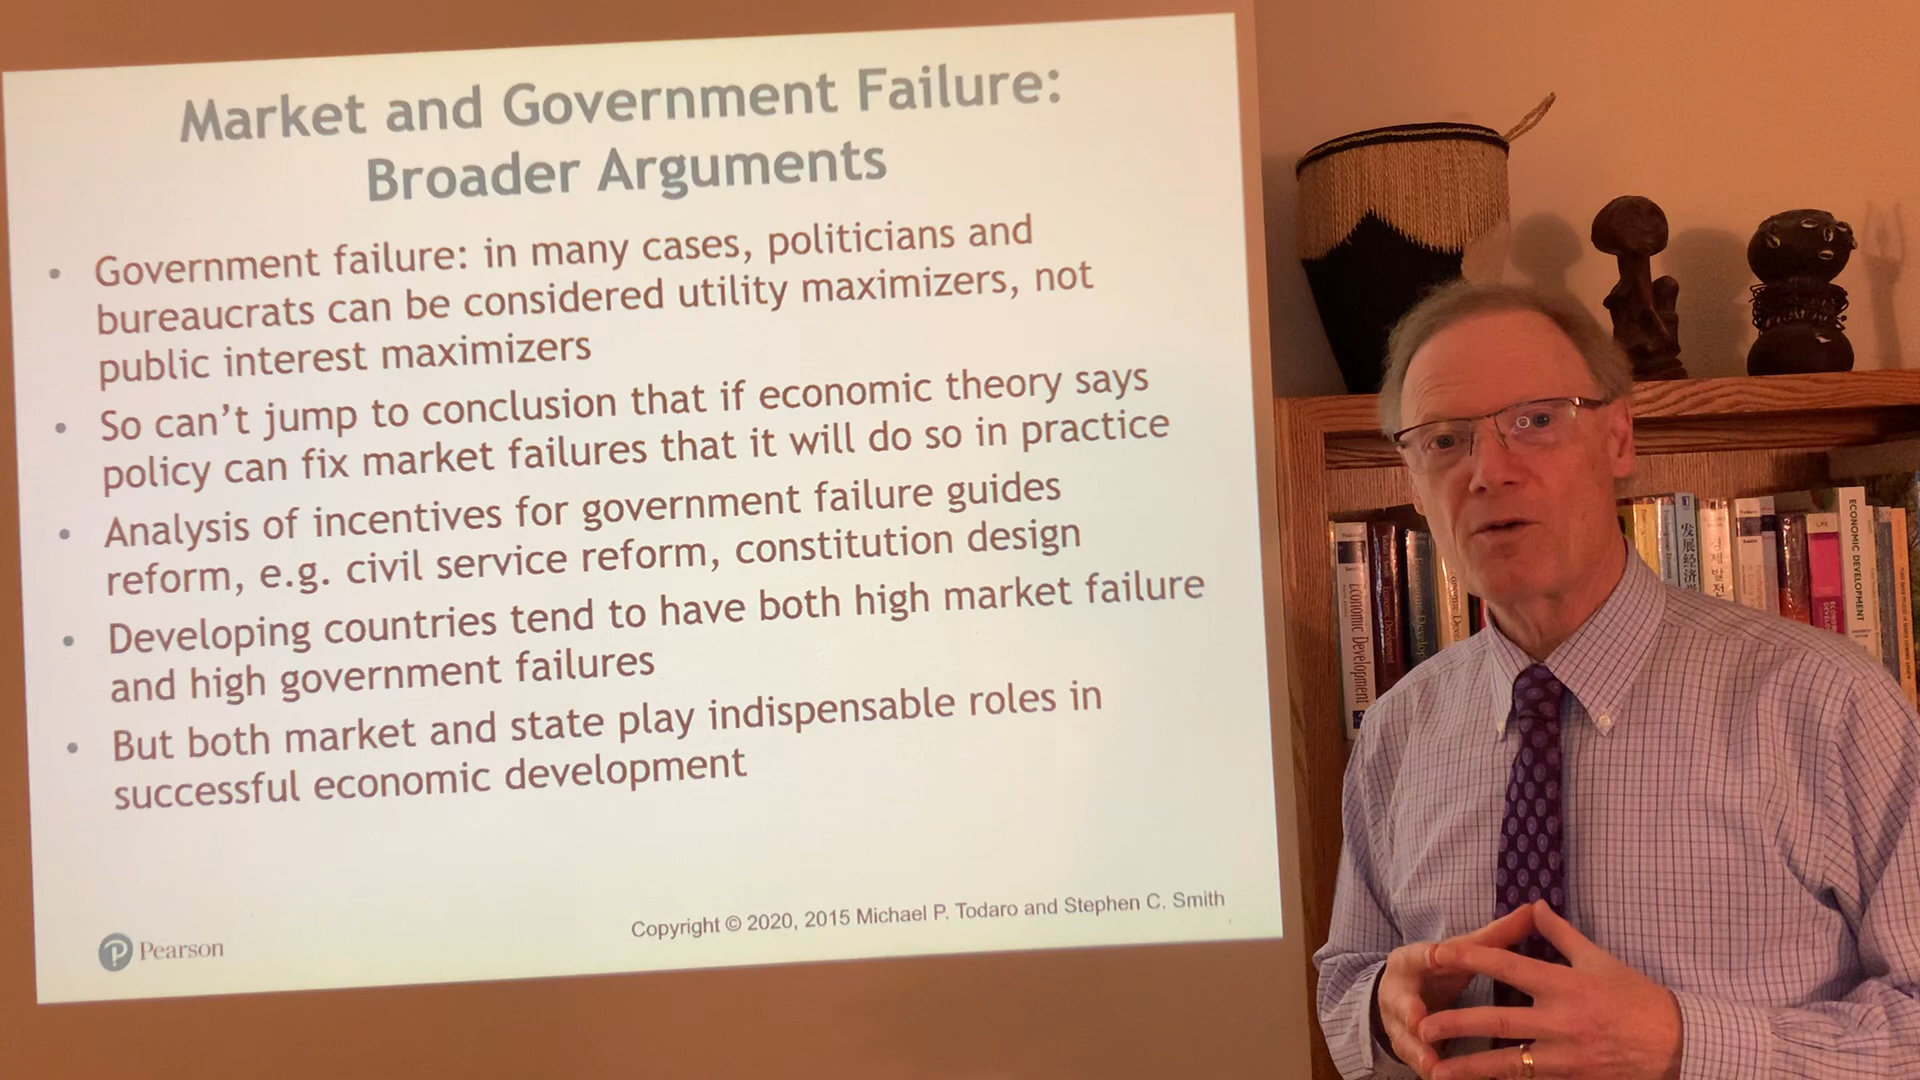 Market and Government Failure:
Broader Arguments
• Government failure: in many cases, politicians and
bureaucrats can be considered utility maximizers, not
public interest maximizers
• So can’t jump to conclusion that if economic theory says
policy can fix market failures that it will do so in practice
• Analysis of incentives for government failure guides
reform, e.g. civil service reform, constitution design
• Developing countries tend to have both high market failure
and high government failures
• But both market and state play indispensable roles in
successful economic development
Copyright © 2020, 2015 Michael P. Todaro and Stephen C. Smith
P Pearson
Economic Development
发展经济
경제발전
LIFE
ECONOMIC DEVELOPMENT